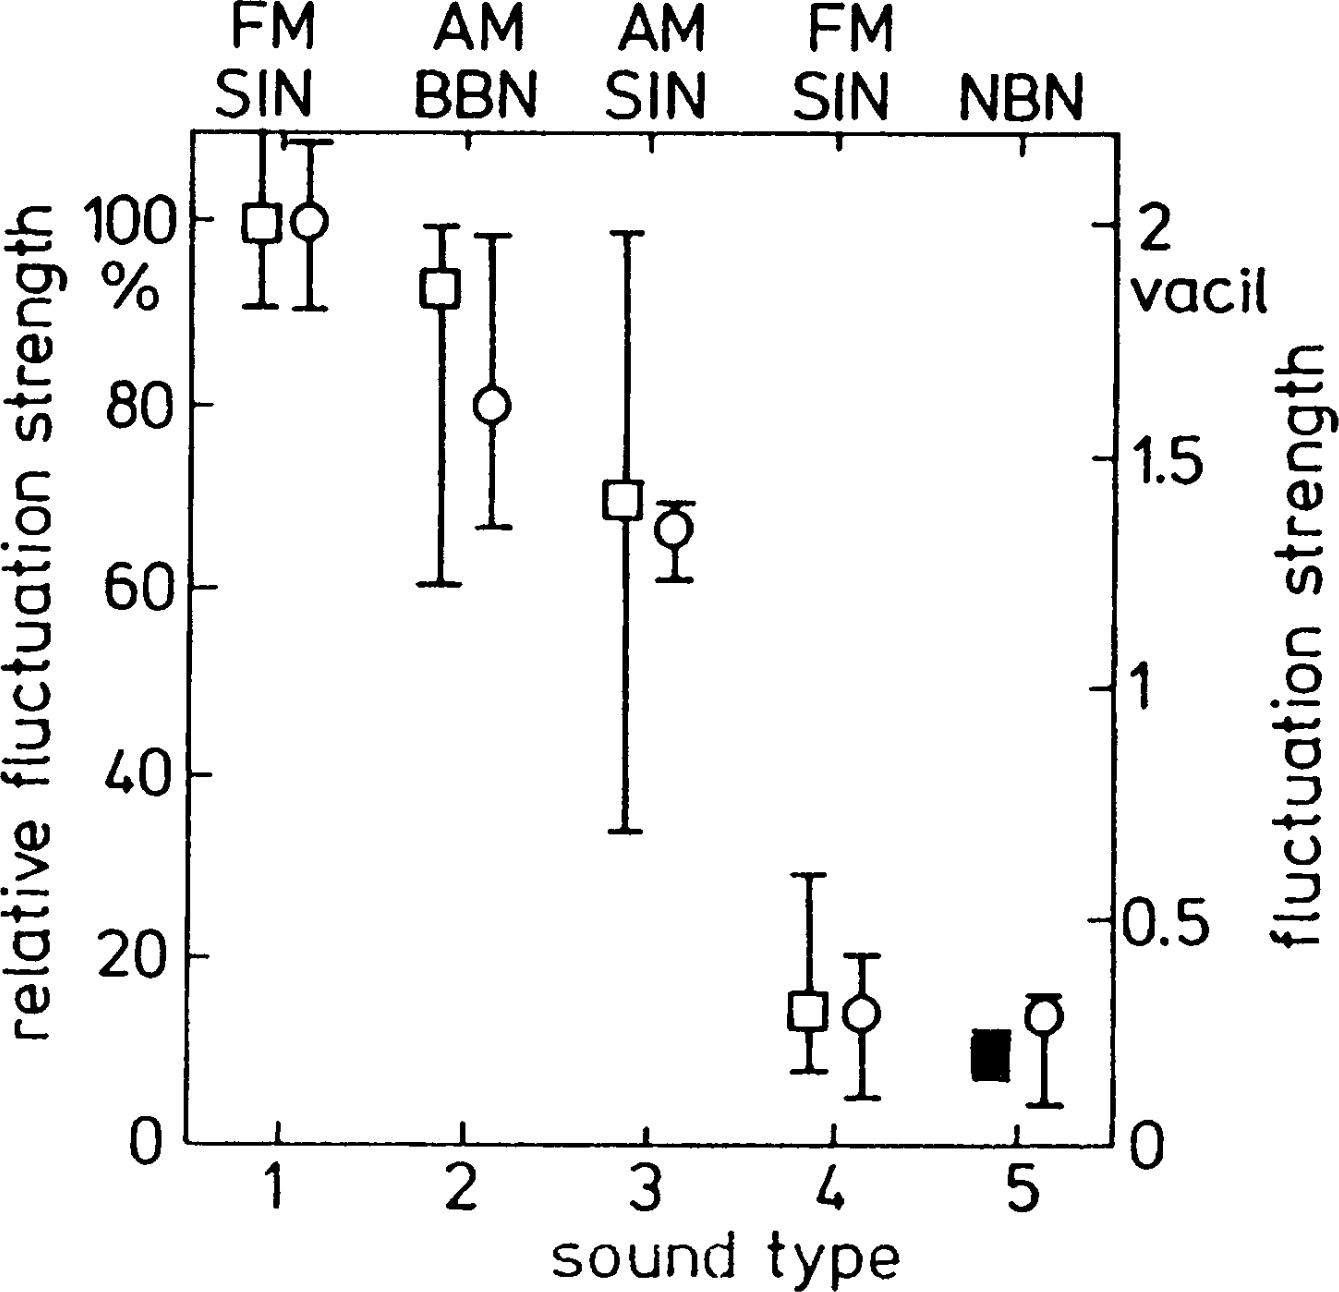 FM AM AM FM
SIN BBN SIN SIN NBN
relative fluctuation strength
100
%
80
60
40
20
0
2
vacil
1.5
1
0.5
0
fluctuation strength
1 2 3 4 5
sound type